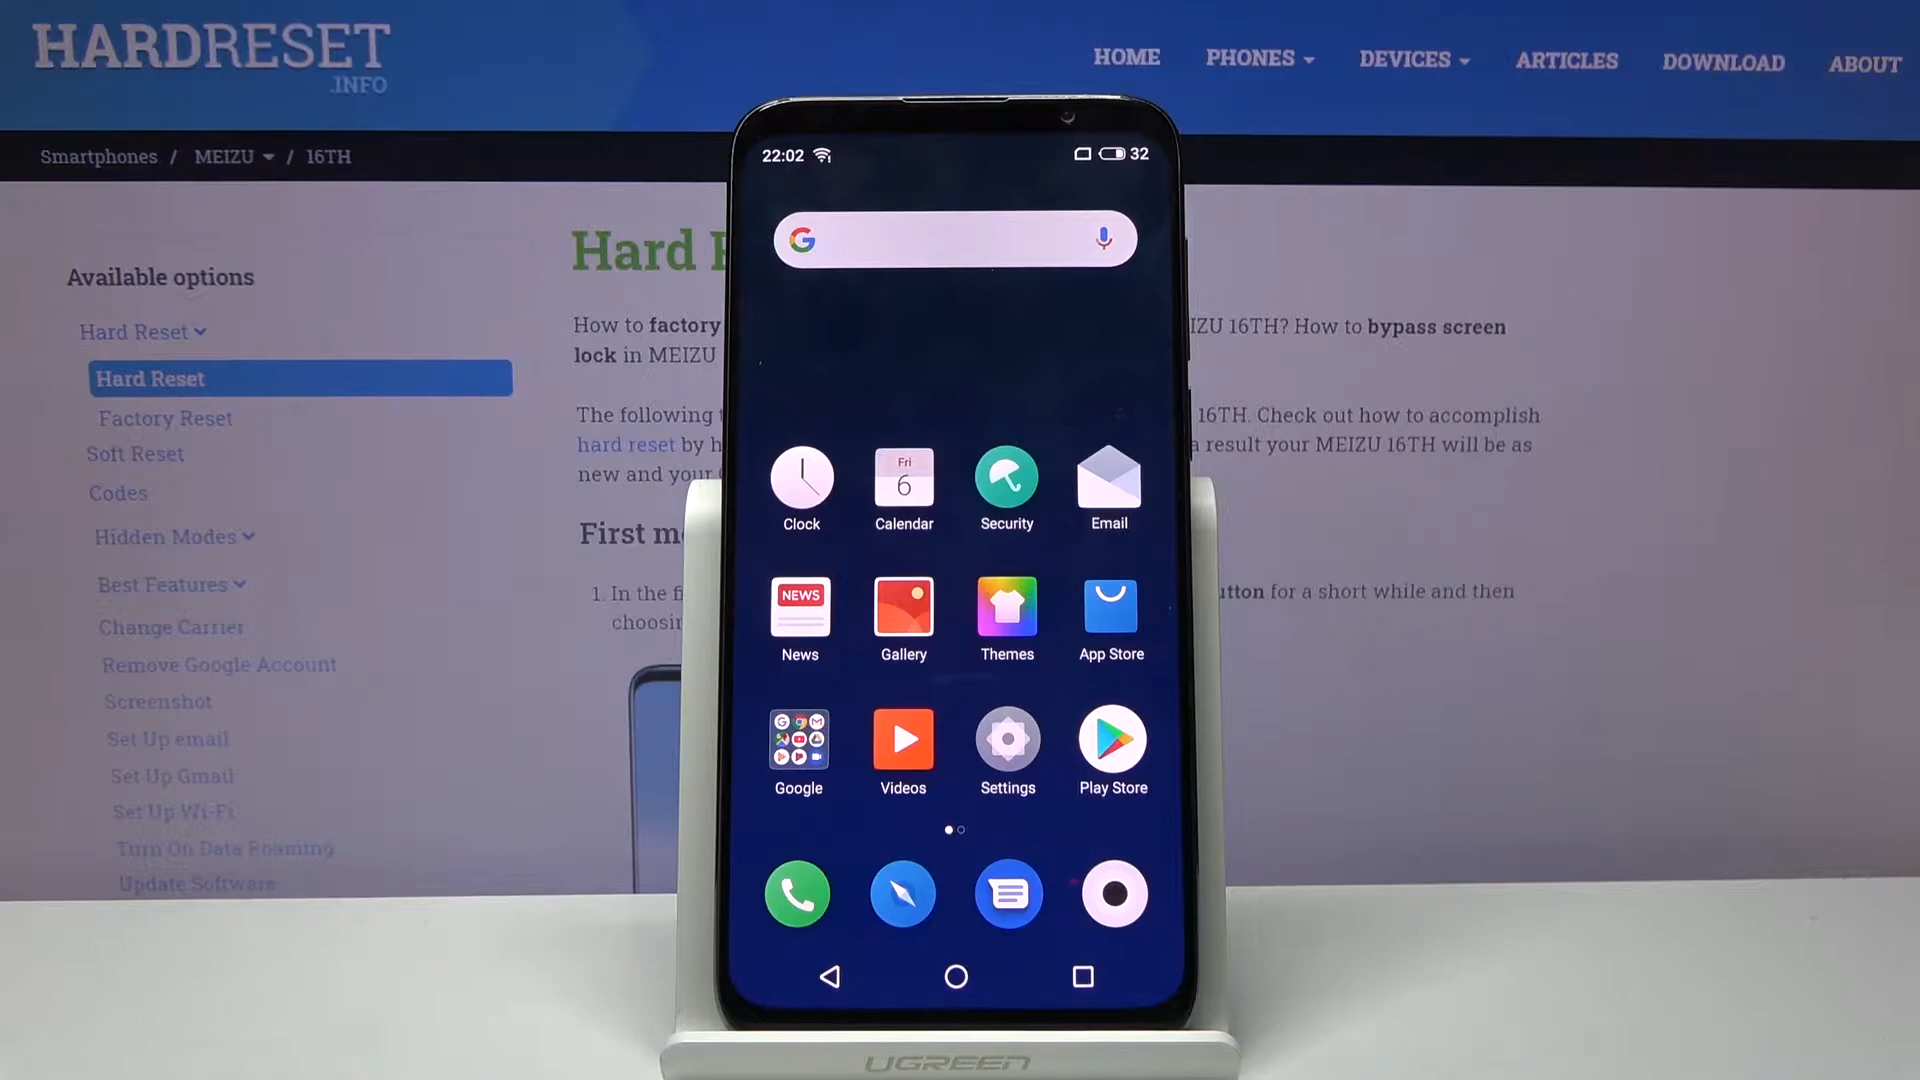 HARDRESET
.INFO
HOME PHONES DEVICES ARTICLES DOWNLOAD ABOUT
Smartphones / MEIZU / 16TH
Available options
Hard Reset
Hard Reset
Factory Reset
Soft Reset
Codes
Hidden Modes
Best Features
Change Carrier
Remove Google Account
Screenshot
Set Up email
Set Up Gmail
Set Up Wi-Fi
Turn On Data Roaming
Update Software
Hard
How to factory
IZU 16TH? How to bypass screen
lock in MEIZU
The following
16TH. Check out how to accomplish
hard reset by h
a result your MEIZU 16TH will be as
new and your
First m
1. In the fi
utton for a short while and then
choosin
22:02
32
G
Fri
6
Clock Calendar Security Email
NEWS
News Gallery Themes App Store
Google Videos Settings Play Store
UGREEN